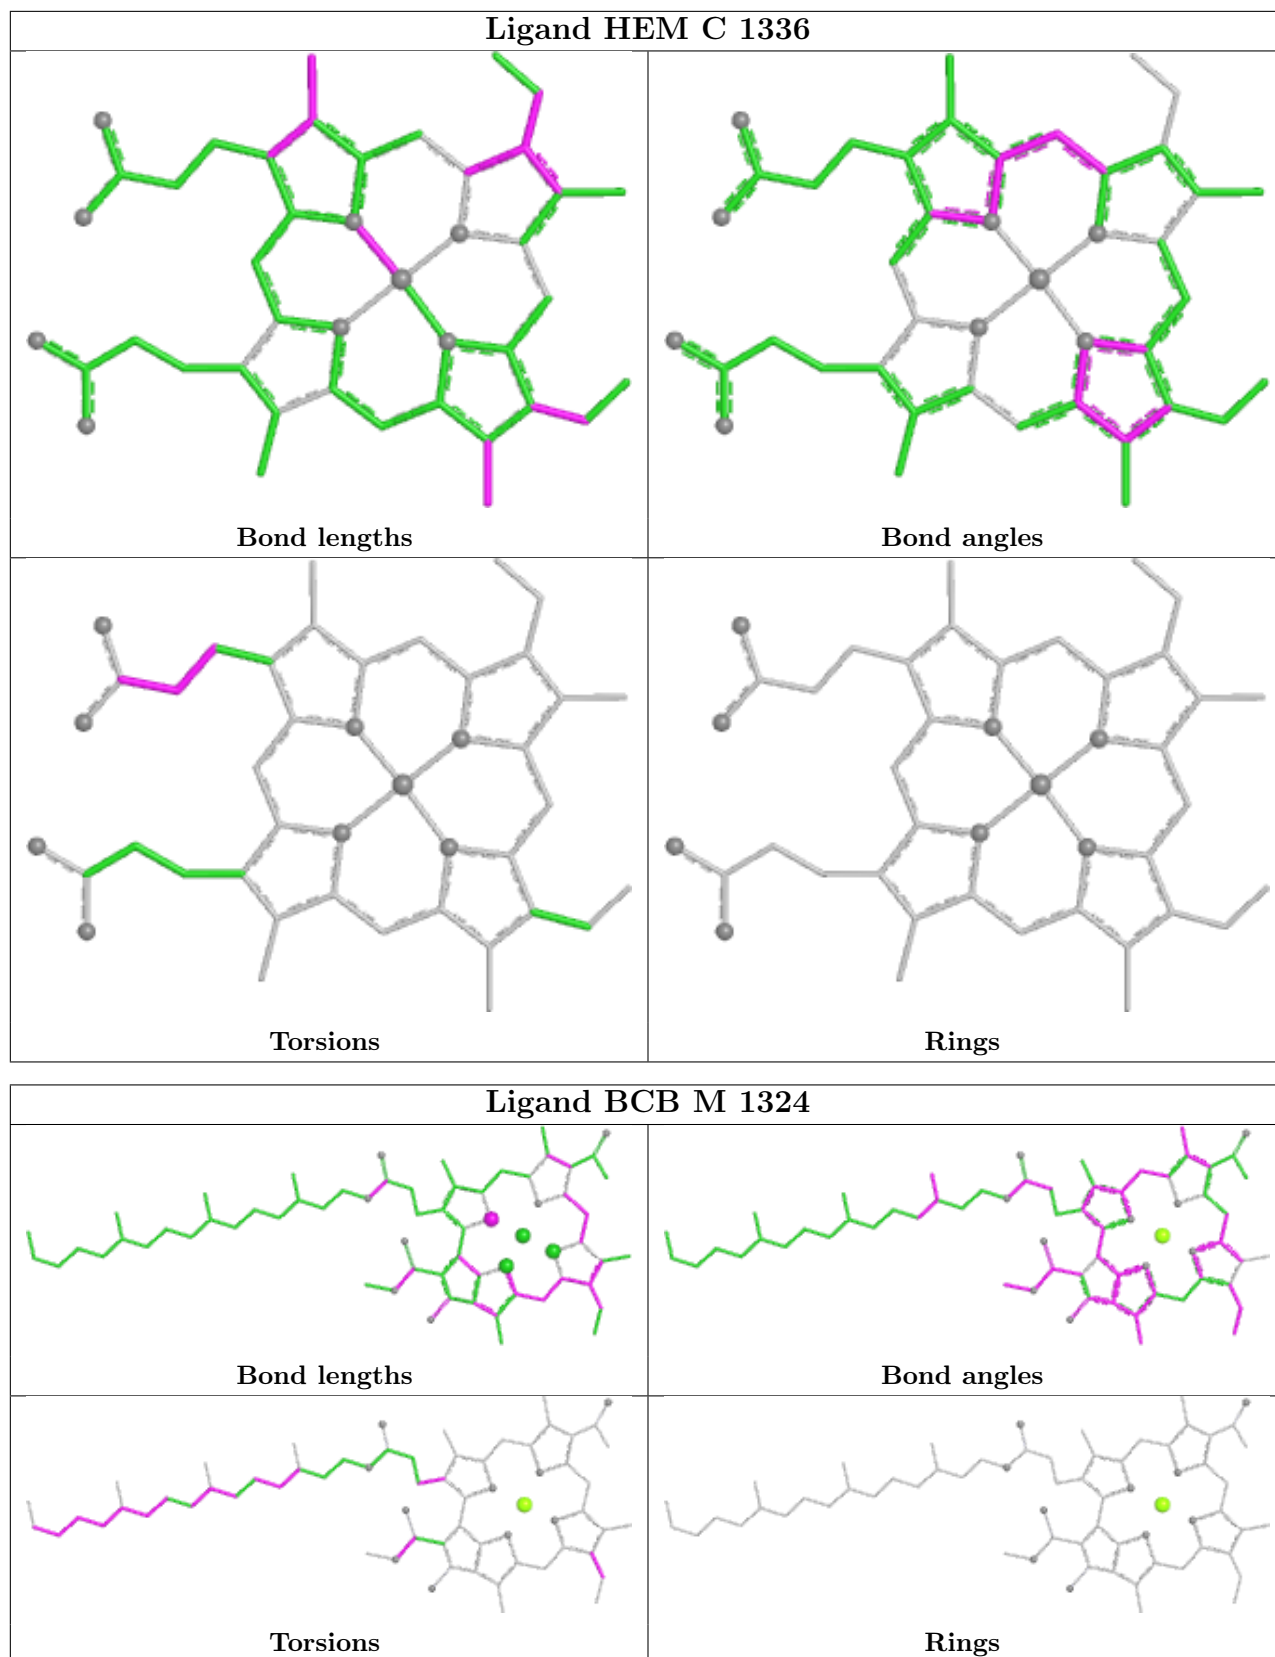 Ligand HEM C 1336
Bond lengths
Bond angles
Torsions
Rings
Ligand BCB M 1324
Bond lengths
Bond angles
Torsions
Rings